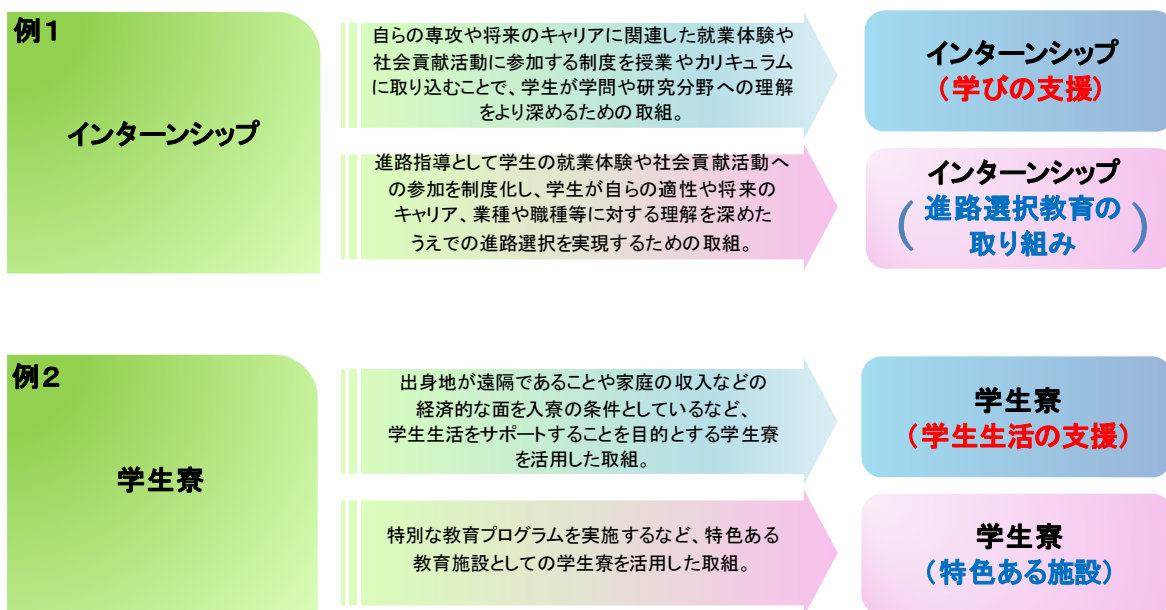 例1
インターンシップ
自らの専攻や将来のキャリアに関連した就業体験や
社会貢献活動に参加する制度を授業やカリキュラム
に取り込むことで、学生が学問や研究分野への理解
をより深めるための取組。
インターンシップ
（学びの支援）
進路指導として学生の就業体験や社会貢献活動へ
の参加を制度化し、学生が自らの適性や将来の
キャリア、業種や職種等に対する理解を深めた
うえでの進路選択を実現するための取組。
インターンシップ
（進路選択教育の
取り組み）
例2
学生寮
出身地が遠隔であることや家庭の収入などの
経済的な面を入寮の条件としているなど、
学生生活をサポートすることを目的とする学生寮
を活用した取組。
学生寮
（学生生活の支援）
特別な教育プログラムを実施するなど、特色ある
教育施設としての学生寮を活用した取組。
学生寮
（特色ある施設）